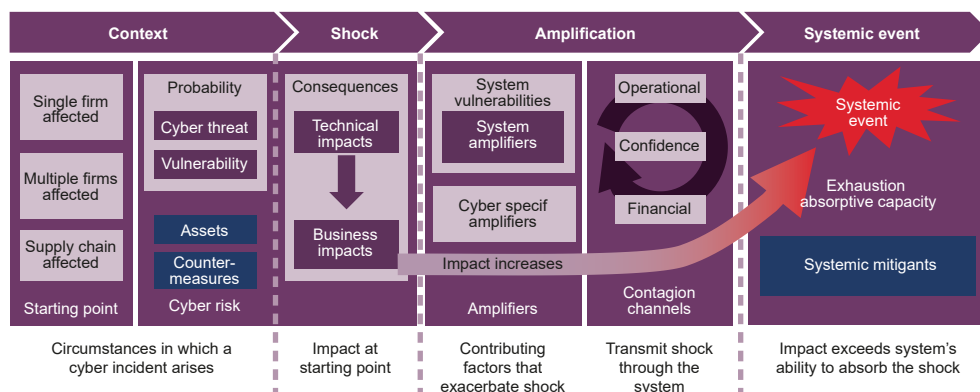 Context
Shock
Amplification
Systemic event
Single firm
affected
Multiple firms
affected
Supply chain
affected
Starting point
Probability
Cyber threat
Vulnerability
Assets
Counter-
measures
Cyber risk
Consequences
Technical
impacts
Business
impacts
System
vulnerabilities
System
amplifiers
Cyber specif
amplifiers
Impact increases
Amplifiers
Operational
Confidence
Financial
Contagion
channels
Systemic
event
Exhaustion
absorptive capacity
Systemic mitigants
Circumstances in which a
cyber incident arises
Impact at
starting point
Contributing
factors that
exacerbate shock
Transmit shock
through the
system
Impact exceeds system's
ability to absorb the shock